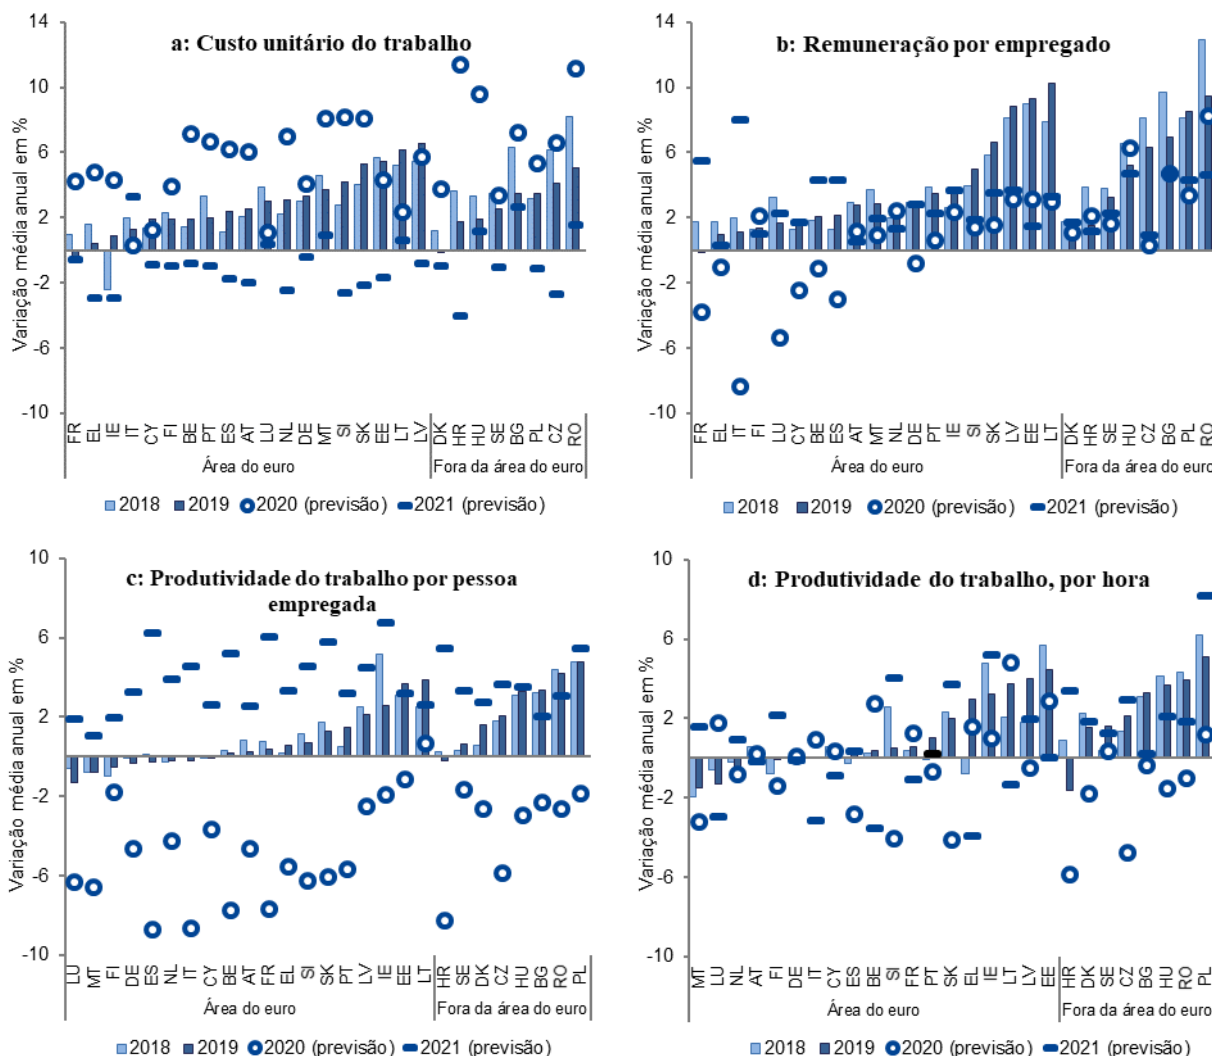 a: Custo unitário do trabalho
Variação média anual em %
14
10
6
2
-2
-6
-10
FR EL IE IT CY FI BE PT ES AT LU NL DE MT SI SK EE LT LV DK HR HU SE BG PL CZ RO
Área do euro Fora da área do euro
2018 2019 2020 (previsão) 2021 (previsão)
b: Remuneração por empregado
Variação média anual em %
14
10
6
2
-2
-6
-10
FR EL IT FI LU CY BE ES AT MT NL DE PT IE SI SK LV EE LT DK HR SE HU CZ BG PL RO
Área do euro Fora da área do euro
2018 2019 2020 (previsão) 2021 (previsão)
c: Produtividade do trabalho por pessoa
empregada
Variação média anual em %
10
6
2
-2
-6
-10
LU MT FI DE ES NL IT CY BE AT FR EL SI SK PT LV IE EE LT HR SE DK CZ HU BG RO PL
Área do euro Fora da área do euro
2018 2019 2020 (previsão) 2021 (previsão)
d: Produtividade do trabalho, por hora
Variação média anual em %
10
6
2
-2
-6
-10
MT LU NL AT FI DE IT CY ES BE SI FR PT SK EL IE LT LV EE HR DK SE CZ BG HU RO PL
Área do euro Fora da área do euro
2018 2019 2020 (previsão) 2021 (previsão)